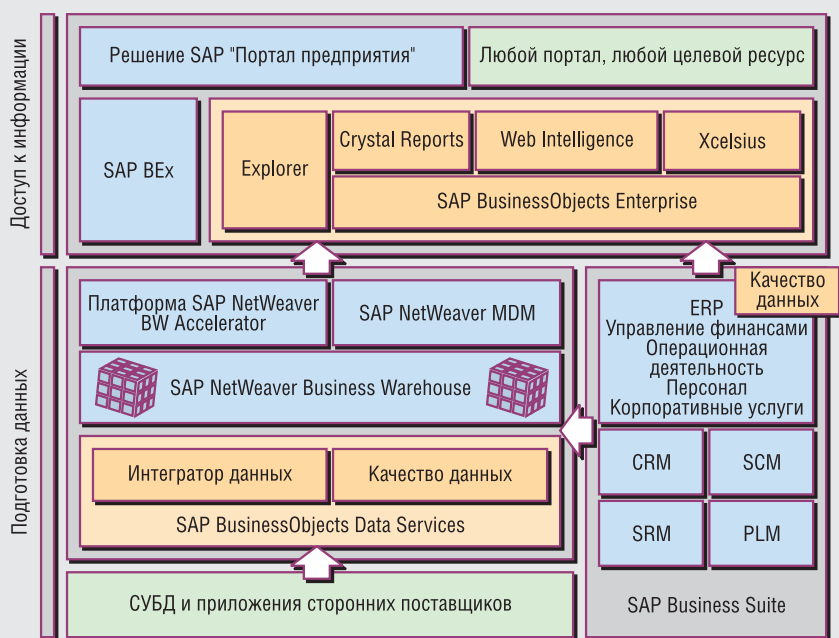 Доступ к информации
Решение SAP "Портал предприятия"
Любой портал, любой целевой ресурс
SAP BEx
Explorer
Crystal Reports
Web Intelligence
Xcelsius
SAP BusinessObjects Enterprise
Подготовка данных
Платформа SAP NetWeaver
BW Accelerator
SAP NetWeaver MDM
SAP NetWeaver Business Warehouse
Интегратор данных
Качество данных
SAP BusinessObjects Data Services
СУБД и приложения сторонних поставщиков
Качество
данных
ERP
Управление финансами
Операционная
деятельность
Персонал
Корпоративные услуги
CRM
SCM
SRM
PLM
SAP Business Suite